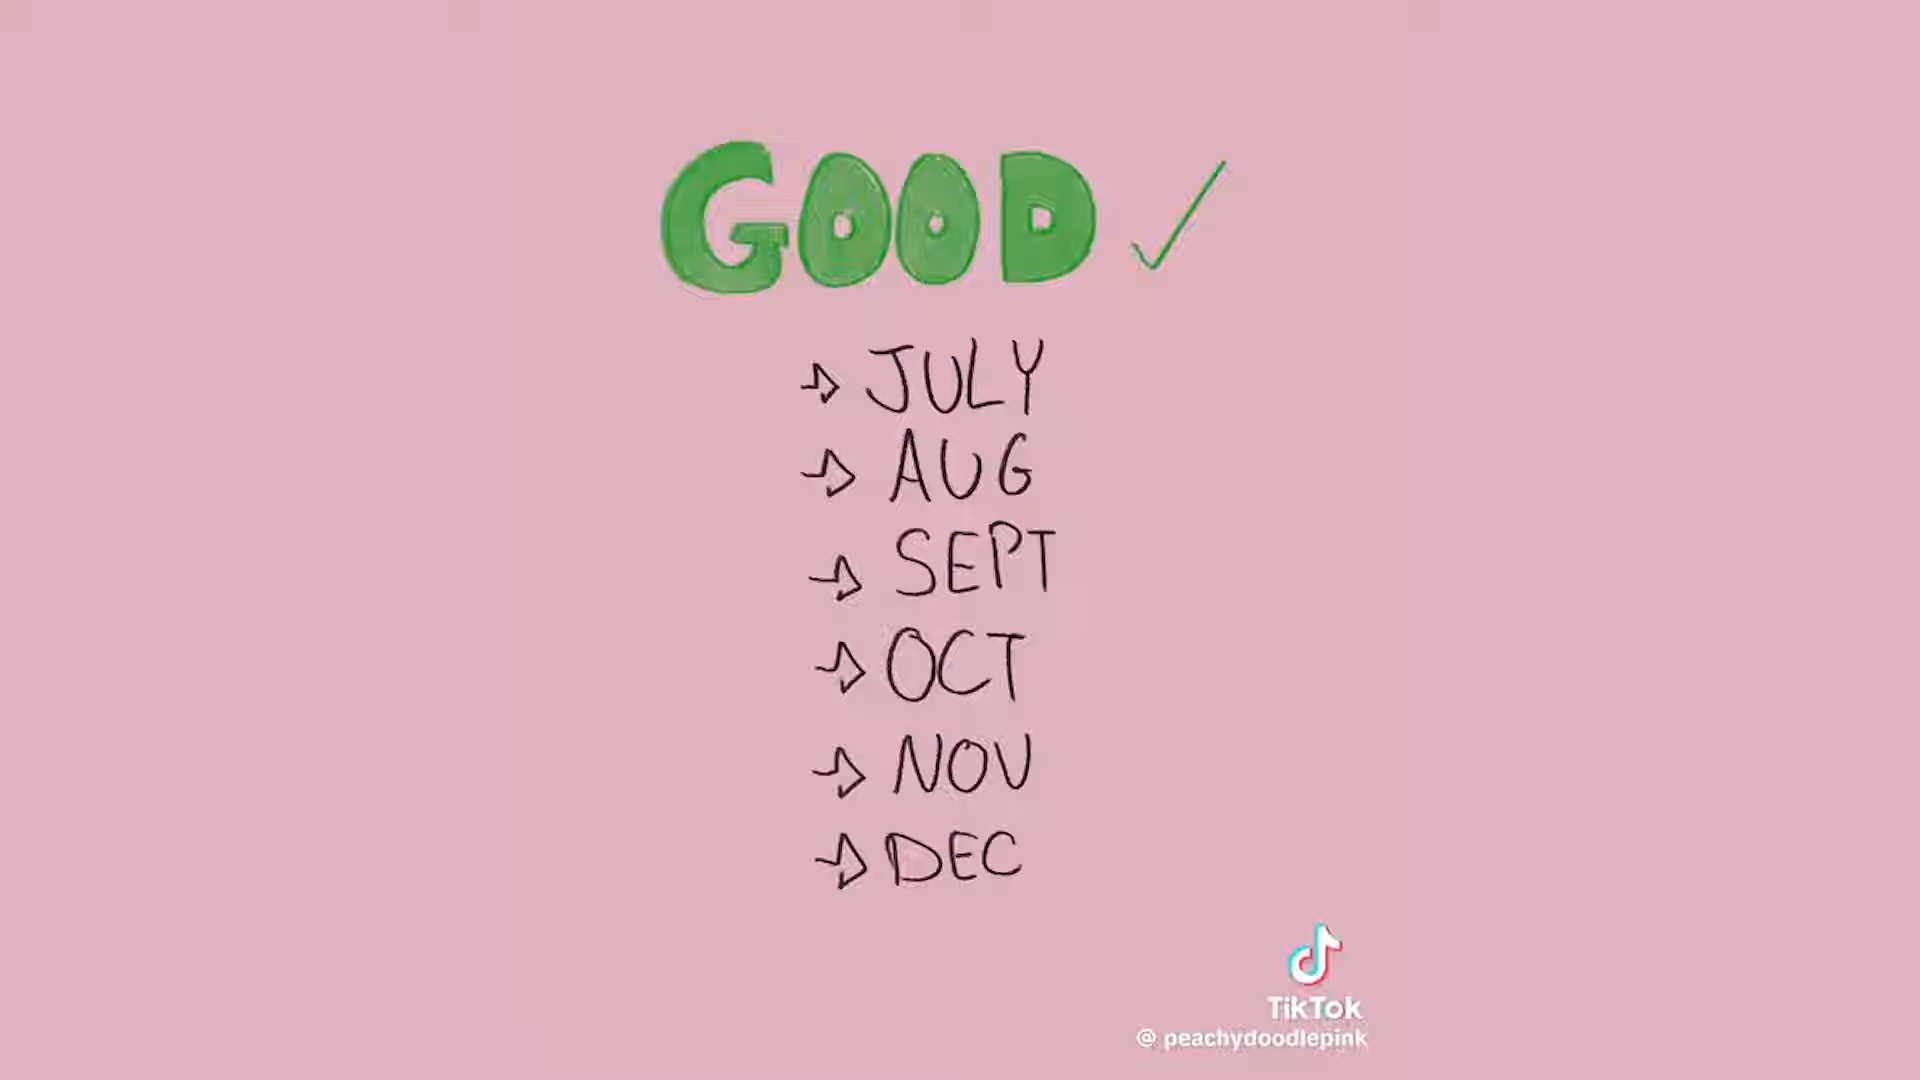 GOOD ✓
→ JULY
→ AUG
→ SEPT
→ OCT
→ NOV
→ DEC
TikTok
@ peachydoodlepink